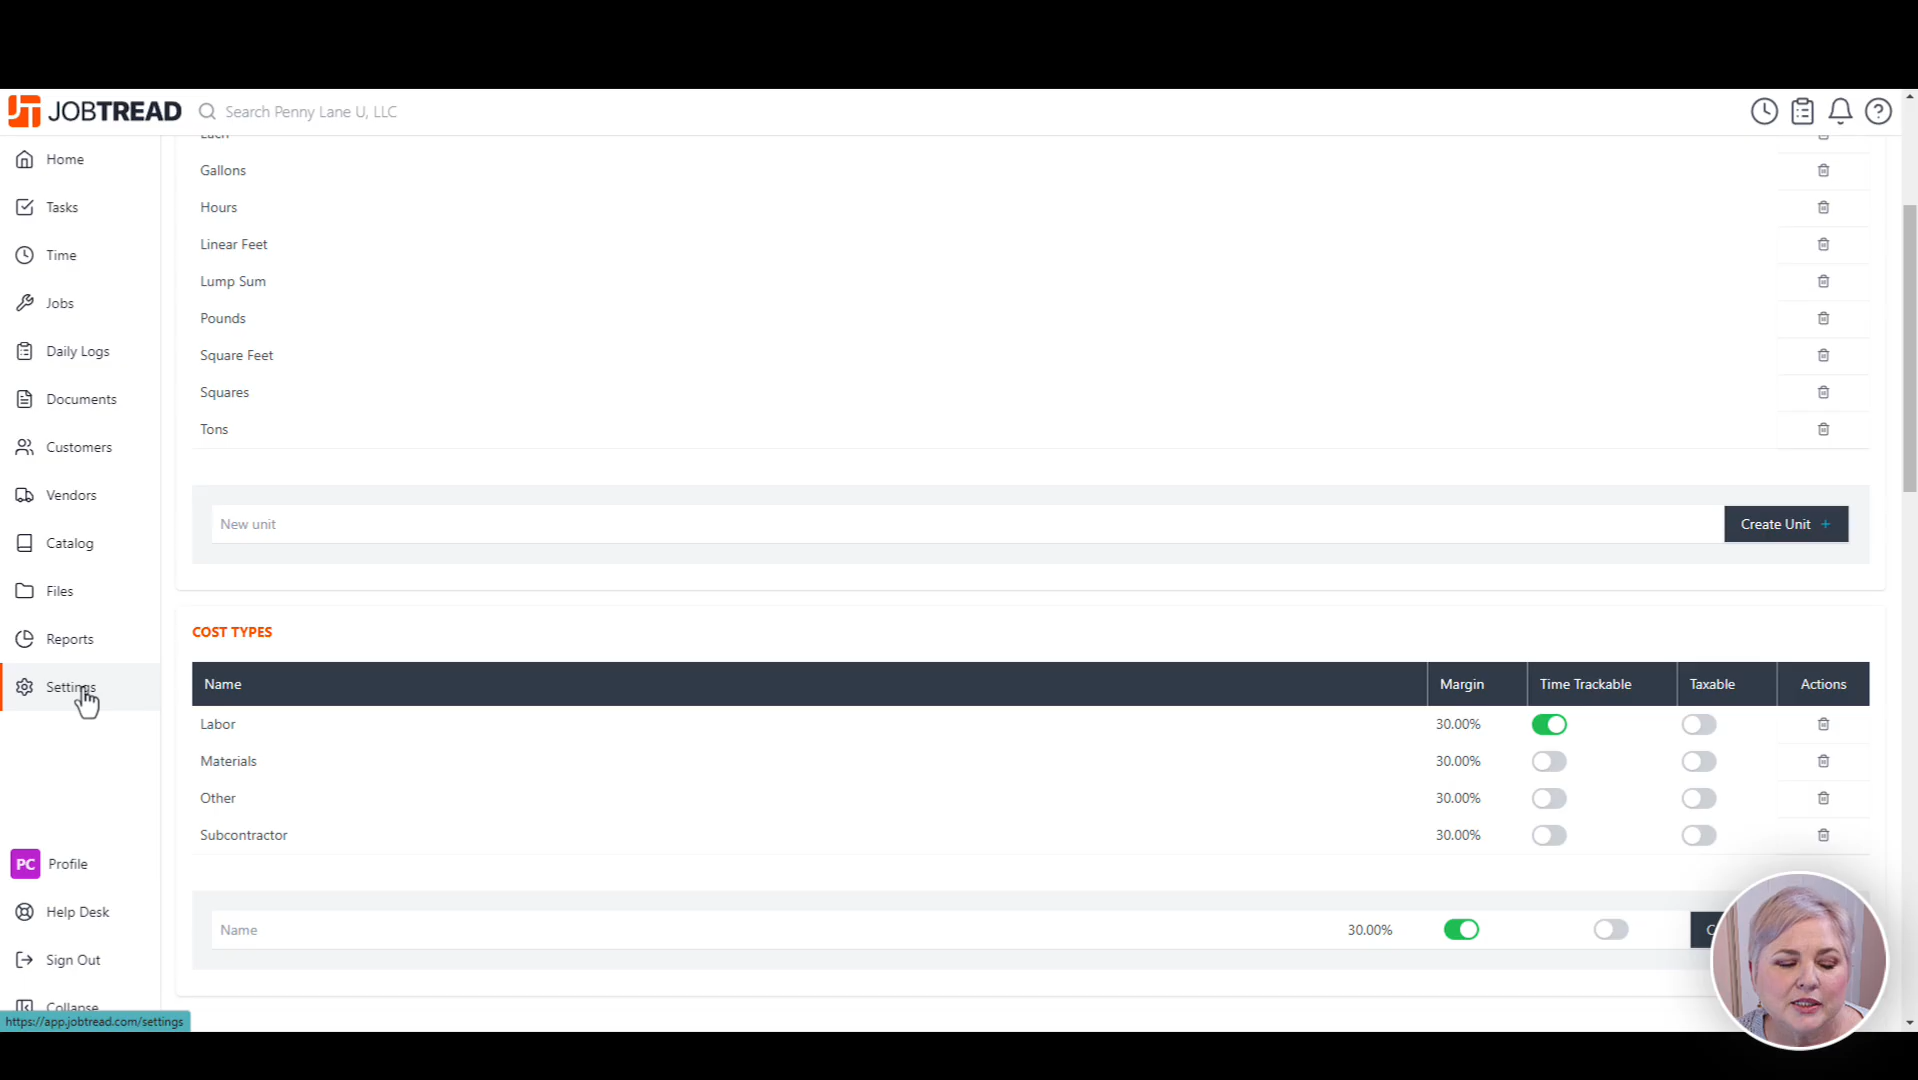 JOBTREAD
Search Penny Lane U, LLC
Home
Tasks
Time
Jobs
Daily Logs
Documents
Customers
Vendors
Catalog
Files
Reports
Settings
PC Profile
Help Desk
Sign Out
Collapse
https://app.jobtread.com/settings
Each
Gallons
Hours
Linear Feet
Lump Sum
Pounds
Square Feet
Squares
Tons
New unit
Create Unit +
COST TYPES
Name Margin Time Trackable Taxable Actions
Labor 30.00%
Materials 30.00%
Other 30.00%
Subcontractor 30.00%
Name 30.00%